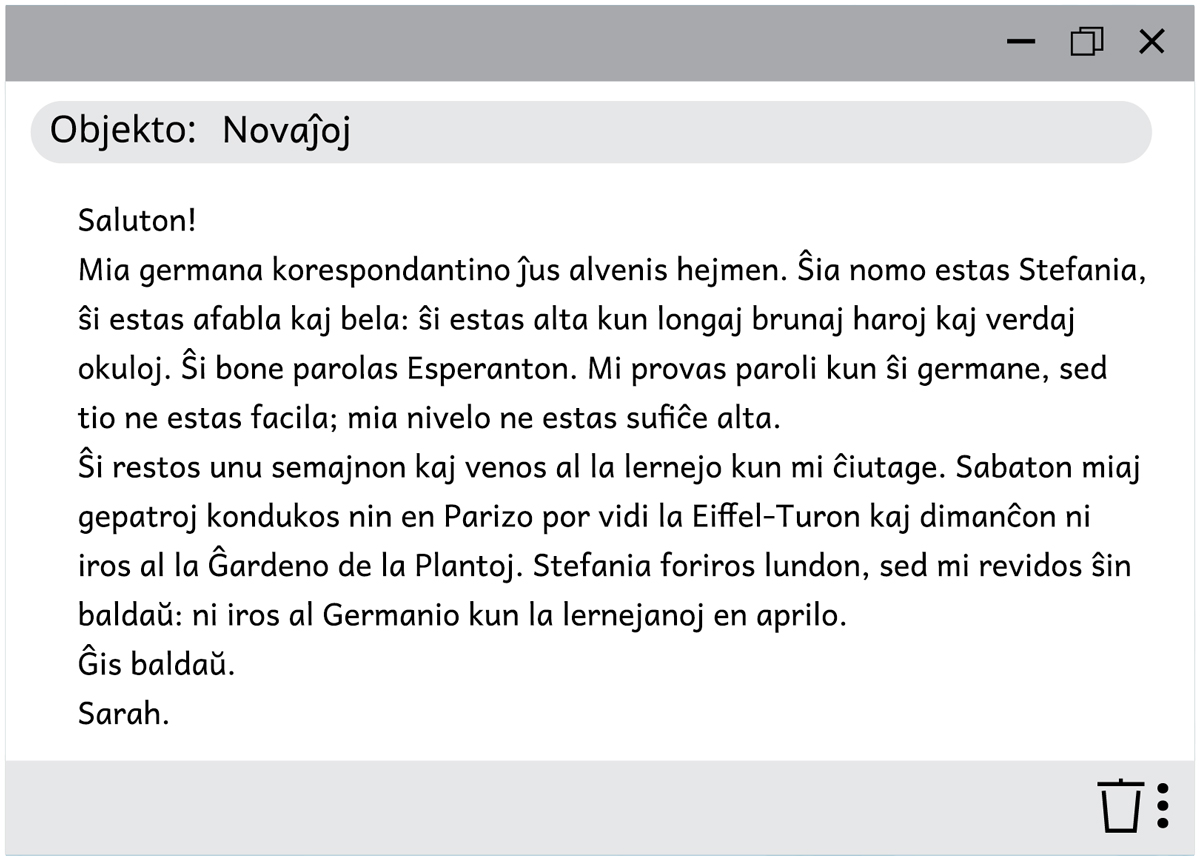 Objekto: Novaĵoj
Saluton!
Mia germana korespondantino ĵus alvenis hejmen. Ŝia nomo estas Stefania,
ŝi estas afabla kaj bela: ŝi estas alta kun longaj brunaj haroj kaj verdaj
okuloj. Ŝi bone parolas Esperanton. Mi provas paroli kun ŝi germane, sed
tio ne estas facila; mia nivelo ne estas sufiĉe alta.
Ŝi restos unu semajnon kaj venos al la lernejo kun mi ĉiutage. Sabaton miaj
gepatroj kondukos nin en Parizo por vidi la Eiffel-Turon kaj dimanĉon ni
iros al la Ĝardeno de la Plantoj. Stefania foriros lundon, sed mi revidos ŝin
baldaŭ: ni iros al Germanio kun la lernejanoj en aprilo.
Ĝis baldaŭ.
Sarah.